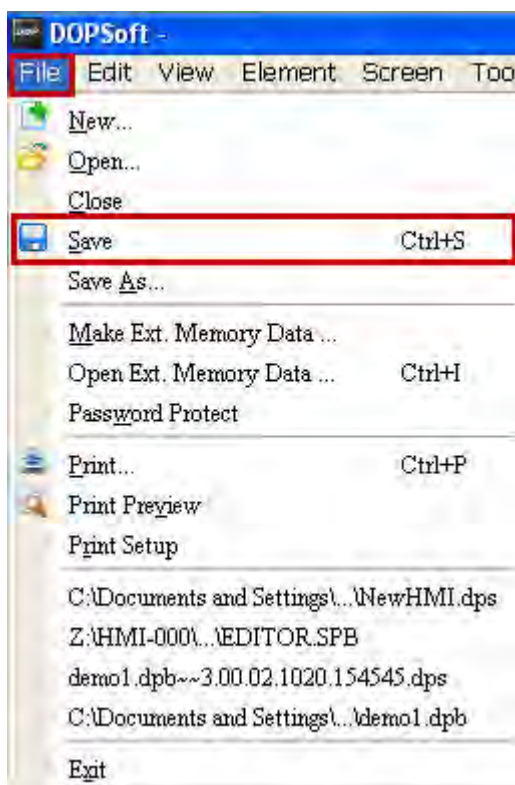 DOPSoft -
File Edit View Element Screen Too
New...
Open...
Close
Save Ctrl+S
Save As...
Make Ext. Memory Data ...
Open Ext. Memory Data ... Ctrl+I
Password Protect
Print... Ctrl+P
Print Preview
Print Setup
C:\Documents and Settings\...\NewHMI.dps
Z:\HMI-000\...\EDITOR.SPB
demo1.dpb~~3.00.02.1020.154545.dps
C:\Documents and Settings\...\demo1.dpb
Exit